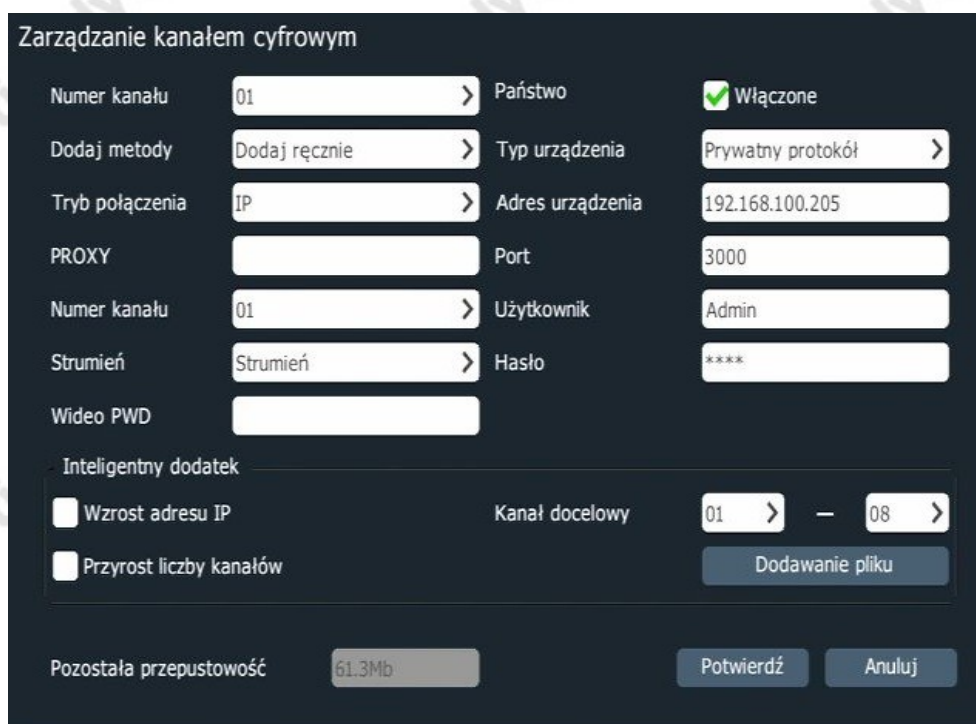 Zarządzanie kanałem cyfrowym
Numer kanału 01 Państwo Włączone
Dodaj metody Dodaj ręcznie Typ urządzenia Prywatny protokół
Tryb połączenia IP Adres urządzenia 192.168.100.205
PROXY Port 3000
Numer kanału 01 Użytkownik Admin
Strumień Strumień Hasło ****
Wideo PWD
Inteligentny dodatek
Wzrost adresu IP Kanał docelowy 01 – 08
Przyrost liczby kanałów Dodawanie pliku
Pozostała przepustowość 61.3Mb Potwierdź Anuluj